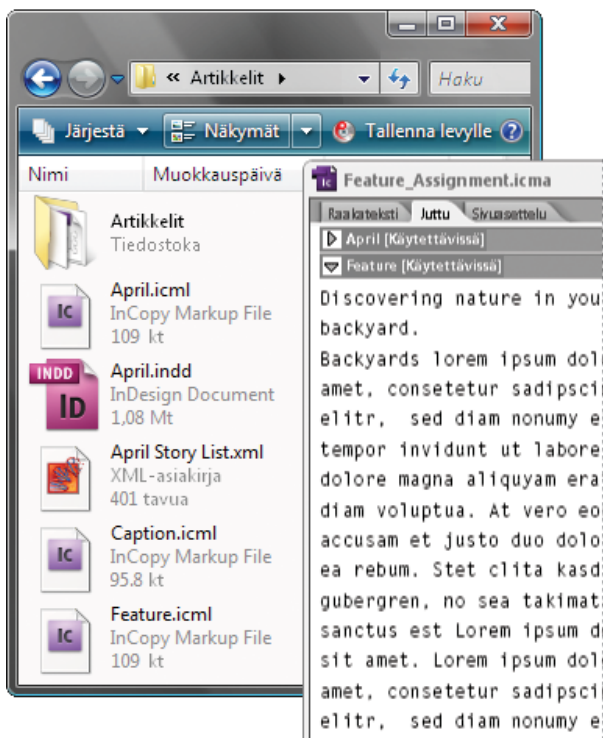 « Artikkelit
Haku
Järjestä
Näkymät
Tallenna levylle
Nimi
Muokkauspäivä
Artikkelit
Tiedostoka
April.icml
InCopy Markup File
109 kt
INDD
April.indd
InDesign Document
1,08 Mt
April Story List.xml
XML-asiakirja
401 tavua
Caption.icml
InCopy Markup File
95.8 kt
Feature.icml
InCopy Markup File
109 kt
Ic
Ic
Id
Ic
Ic
Feature_Assignment.icma
Raakateksti Juttu Sivuasettelu
April [Käytettävissä]
Feature [Käytettävissä]
Discovering nature in you
backyard.
Backyards lorem ipsum dol
amet, consetetur sadipsci
elitr, sed diam nonumy e
tempor invidunt ut labore
dolore magna aliquyam era
diam voluptua. At vero eo
accusam et justo duo dolo
ea rebum. Stet clita kasd
gubergren, no sea takimat
sanctus est Lorem ipsum d
sit amet. Lorem ipsum dol
amet, consetetur sadipsci
elitr, sed diam nonumy e